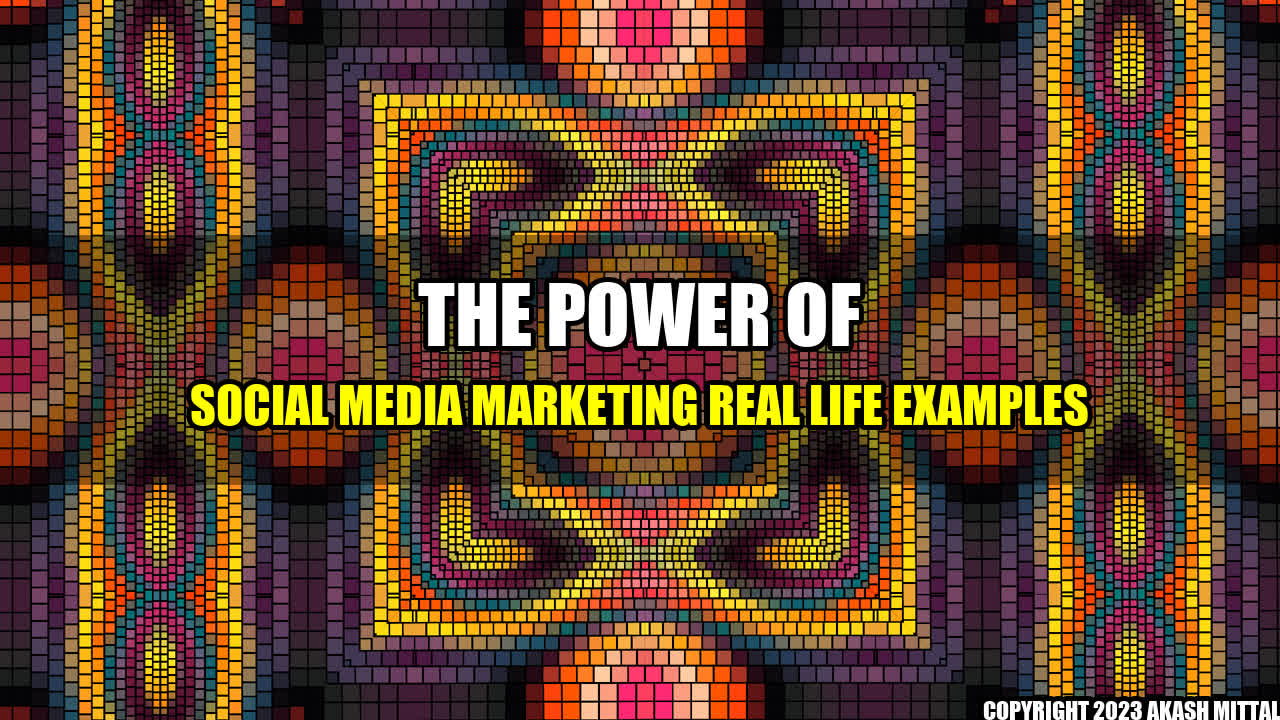 THE POWER OF
SOCIAL MEDIA MARKETING REAL LIFE EXAMPLES
COPYRIGHT 2023 AKASH MITTAL